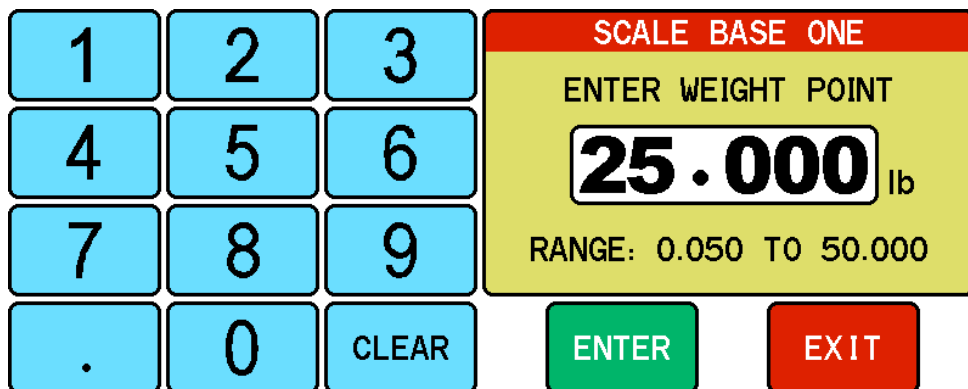 1 2 3
4 5 6
7 8 9
. 0 CLEAR
SCALE BASE ONE
ENTER WEIGHT POINT
25.000 lb
RANGE: 0.050 TO 50.000
ENTER EXIT